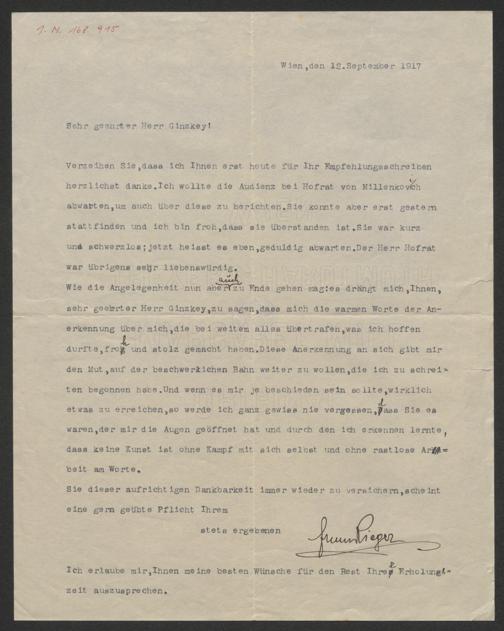 J. N. 168.915
Wien,den 12.September 1917
Sehr geehrter Herr Ginzkey!
Verzeihen Sie,dass ich Ihnen erst heute für Ihr Empfehlungsschreiben
herzlichst danke.Ich wollte die Audienz bei Hofrat von Millenkovich
abwarten,um auch über diese zu berichten.Sie konnte aber erst gestern
stattfinden und ich bin froh,dass sie überstanden ist.Sie war kurz
und schwerzlos;jetzt heisst es eben,geduldig abwarten.Der Herr Hofrat
war übrigens sehr liebenswürdig.
auch
Wie die Angelegenheit nun aber zu Ende gehen mag:es drängt mich,Ihnen,
sehr geehrter Herr Ginzkey,zu sagen,dass mich die warmen Worte der An-
erkennung über mich,die bei weitem alles übertrafen,was ich hoffen
durfte,froh und stolz gemacht haben.Diese Anerkennung an sich gibt mir
den Mut,auf der beschwerlichen Bahn weiter zu wollen,die ich zu schrei-
ten begonnen habe.Und wenn es mir je beschieden sein sollte,wirklich
etwas zu erreichen,so werde ich ganz gewiss nie vergessen,dass Sie es
waren,der mir die Augen geöffnet hat und durch den ich erkennen lernte,
dass keine Kunst ist ohne Kampf mit sich selbst und ohne rastlose Ar=
beit am Worte.
Sie dieser aufrichtigen Dankbarkeit immer wieder zu versichern,scheint
eine gern geübte Pflicht Ihrem
stets ergebenen
Rieger
Ich erlaube mir,Ihnen meine besten Wünsche für den Rest Ihrer Erholungs-
zeit auszusprechen.